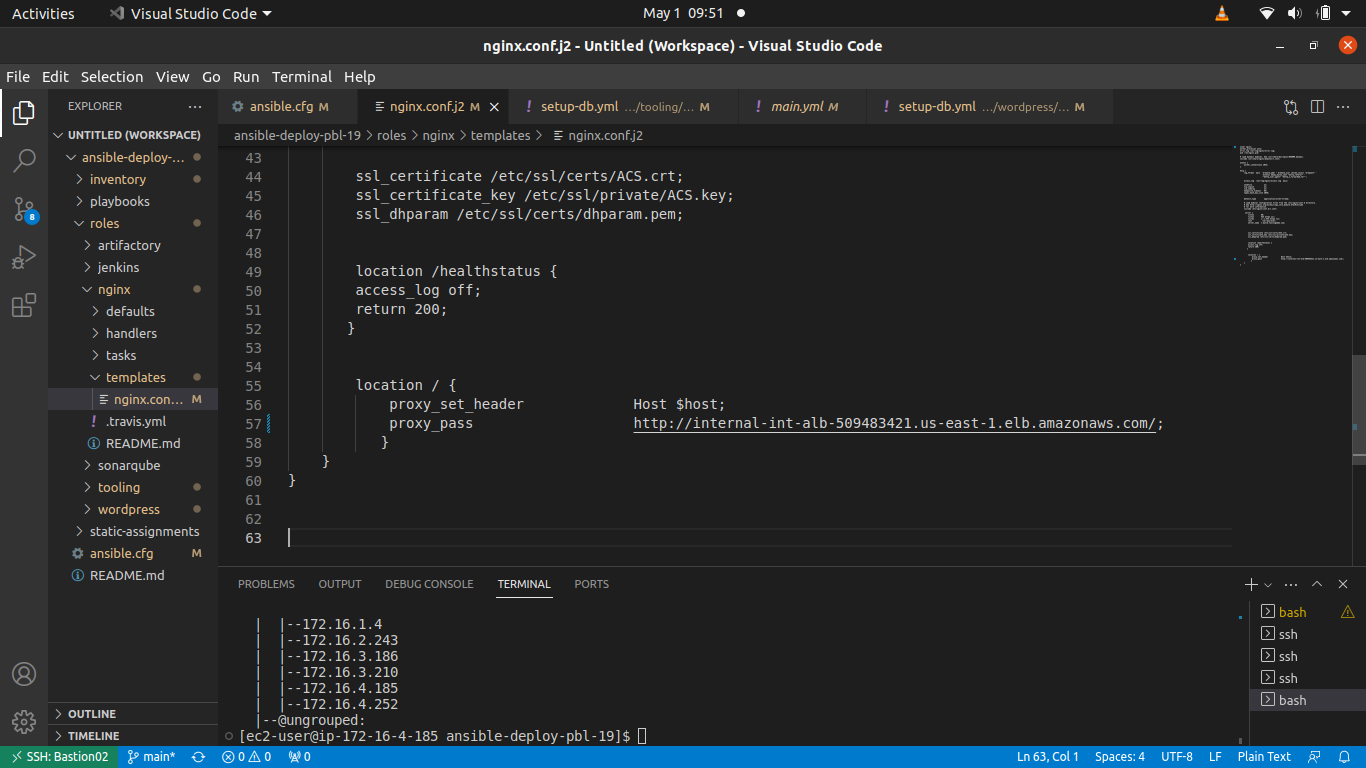 Activities Visual Studio Code May 1 09:51
nginx.conf.j2 - Untitled (Workspace) - Visual Studio Code
File Edit Selection View Go Run Terminal Help
EXPLORER
ansible.cfg M nginx.conf.j2 M setup-db.yml .../tooling/... M main.yml M setup-db.yml .../wordpress/... M
ansible-deploy-pbl-19 > roles > nginx > templates > nginx.conf.j2
UNTITLED (WORKSPACE)
ansible-deploy-...
inventory
playbooks
roles
artifactory
jenkins
nginx
defaults
handlers
tasks
templates
nginx.con... M
.travis.yml
README.md
sonarqube
tooling
wordpress
static-assignments
ansible.cfg M
README.md
OUTLINE
TIMELINE
8
43
44 ssl_certificate /etc/ssl/certs/ACS.crt;
45 ssl_certificate_key /etc/ssl/private/ACS.key;
46 ssl_dhparam /etc/ssl/certs/dhparam.pem;
47
48
49 location /healthstatus {
50 access_log off;
51 return 200;
52 }
53
54
55 location / {
56 proxy_set_header Host $host;
57 proxy_pass http://internal-int-alb-509483421.us-east-1.elb.amazonaws.com/;
58 }
59 }
60 }
61
62
63
PROBLEMS OUTPUT DEBUG CONSOLE TERMINAL PORTS
| |--172.16.1.4
| |--172.16.2.243
| |--172.16.3.186
| |--172.16.3.210
| |--172.16.4.185
| |--172.16.4.252
|--@ungrouped:
[ec2-user@ip-172-16-4-185 ansible-deploy-pbl-19]$
bash
ssh
ssh
ssh
bash
SSH: Bastion02 main* 0 0 0 Ln 63, Col 1 Spaces: 4 UTF-8 LF Plain Text